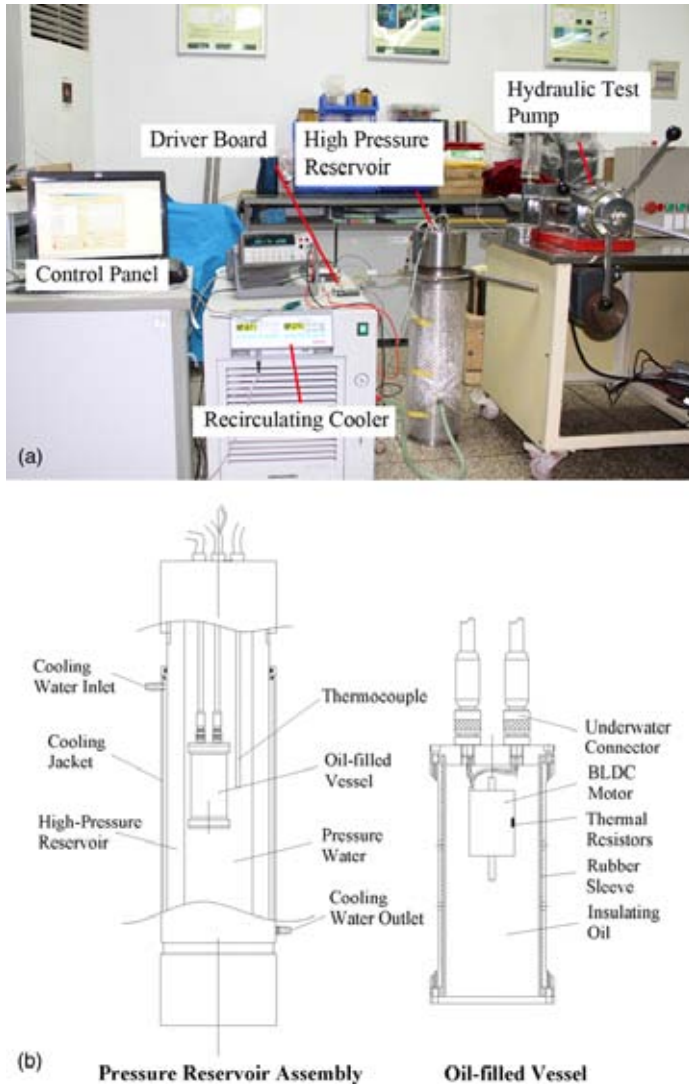 Hydraulic Test
Pump
Driver Board
High Pressure
Reservoir
Control Panel
Recirculating Cooler
(a)
Cooling
Water Inlet
Cooling
Jacket
High-Pressure
Reservoir
Thermocouple
Oil-filled
Vessel
Pressure
Water
Cooling
Water Outlet
Underwater
Connector
BLDC
Motor
Thermal
Resistors
Rubber
Sleeve
Insulating
Oil
(b)
Pressure Reservoir Assembly
Oil-filled Vessel